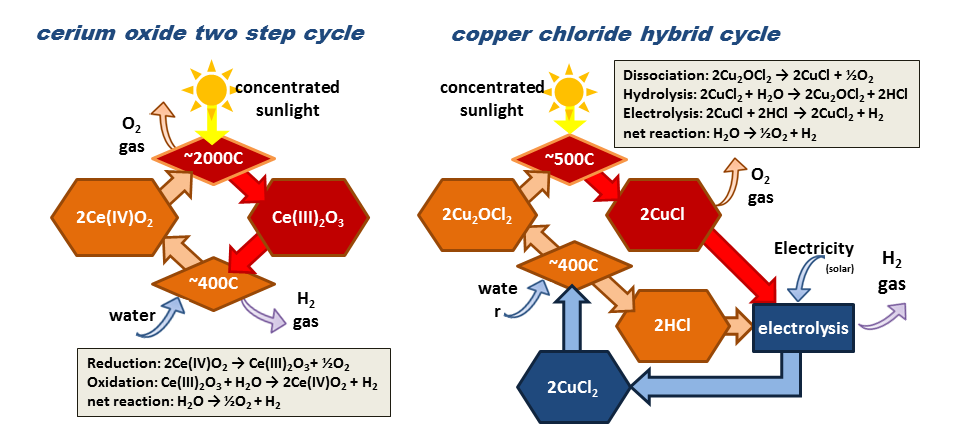 cerium oxide two step cycle
concentrated
sunlight
O₂
gas
~2000C
2Ce(IV)O₂
Ce(III)₂O₃
~400C
water
H₂
gas
Reduction: 2Ce(IV)O₂ → Ce(III)₂O₃+ ½O₂
Oxidation: Ce(III)₂O₃ + H₂O → 2Ce(IV)O₂ + H₂
net reaction: H₂O → ½O₂ + H₂
copper chloride hybrid cycle
concentrated
sunlight
Dissociation: 2Cu₂OCl₂ → 2CuCl + ½O₂
Hydrolysis: 2CuCl₂ + H₂O → 2Cu₂OCl₂ + 2HCl
Electrolysis: 2CuCl + 2HCl → 2CuCl₂ + H₂
net reaction: H₂O → ½O₂ + H₂
~500C
O₂
gas
2Cu₂OCl₂
2CuCl
Electricity
(solar)
H₂
gas
~400C
wate
r
2HCl
electrolysis
2CuCl₂